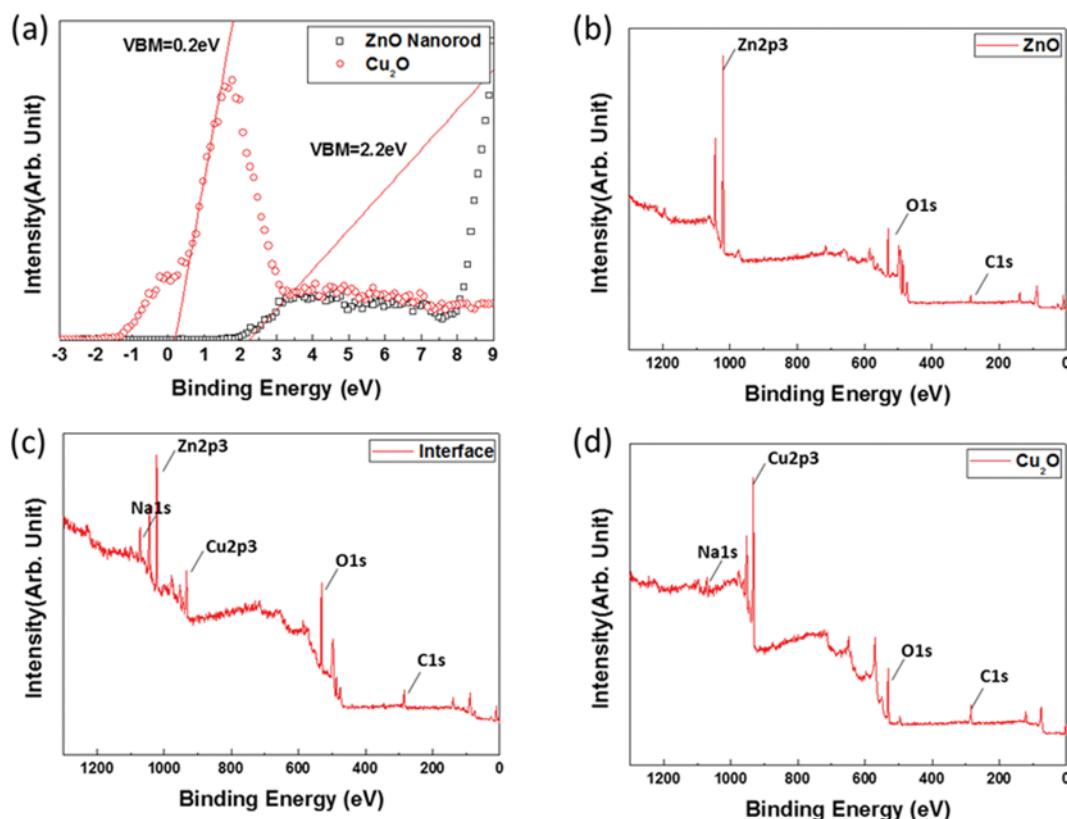 (a)
VBM=0.2eV
ZnO Nanorod
Cu2O
VBM=2.2eV
Intensity(Arb. Unit)
-3 -2 -1 0 1 2 3 4 5 6 7 8 9
Binding Energy (eV)
(b)
Zn2p3
ZnO
O1s
C1s
Intensity(Arb. Unit)
1200 1000 800 600 400 200 0
Binding Energy (eV)
(c)
Zn2p3
Interface
Na1s
Cu2p3
O1s
C1s
Intensity(Arb. Unit)
1200 1000 800 600 400 200 0
Binding Energy (eV)
(d)
Cu2p3
Cu2O
Na1s
O1s
C1s
Intensity(Arb. Unit)
1200 1000 800 600 400 200 0
Binding Energy (eV)